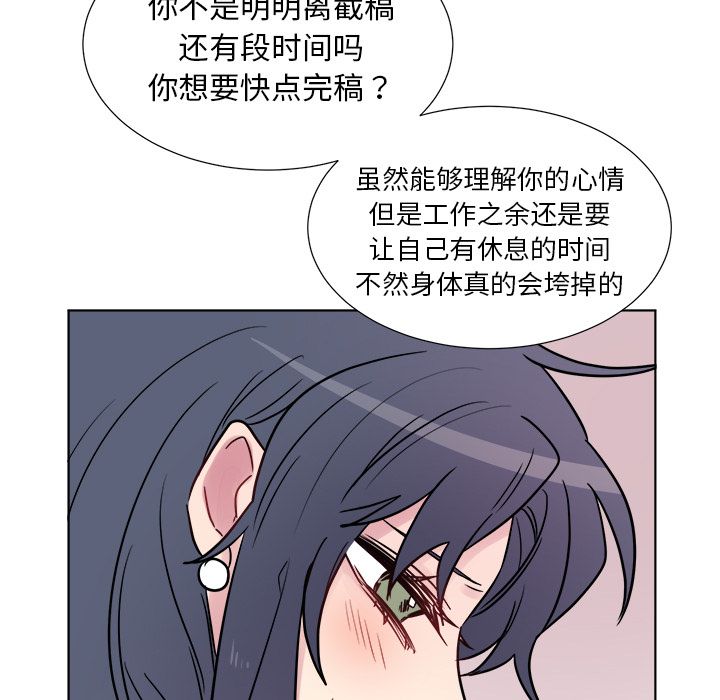 你不是明明离截稿
还有段时间吗
你想要快点完稿？
虽然能够理解你的心情
但是工作之余还是要
让自己有休息的时间
不然身体真的会垮掉的